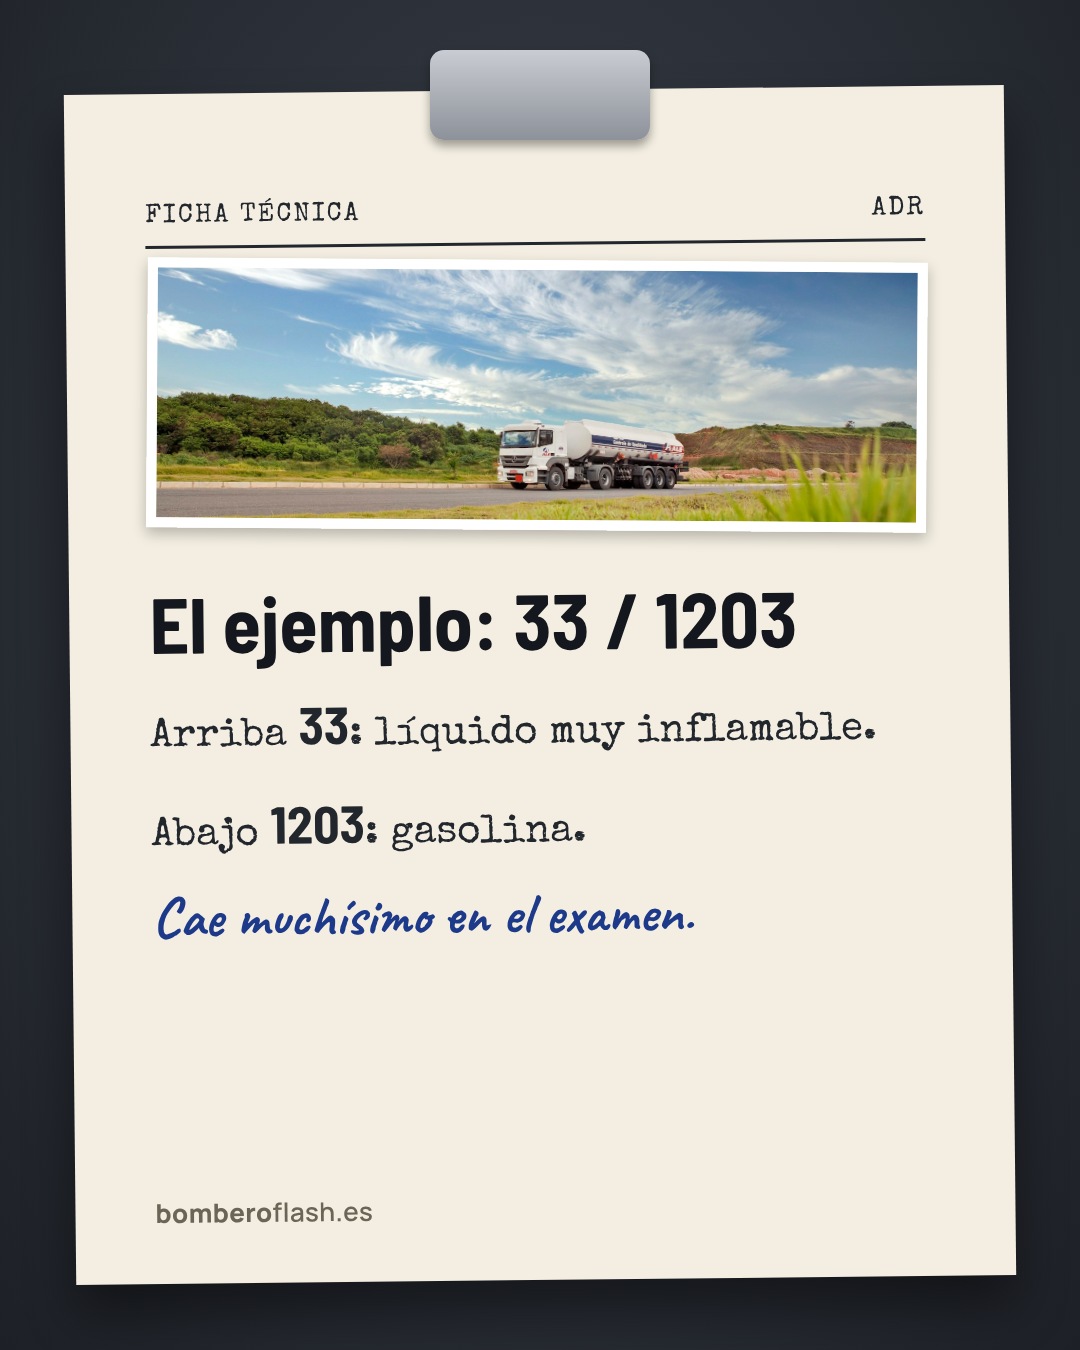 FICHA TÉCNICA
ADR
El ejemplo: 33 / 1203
Arriba 33: líquido muy inflamable.
Abajo 1203: gasolina.
Cae muchísimo en el examen.
bomberoflash.es